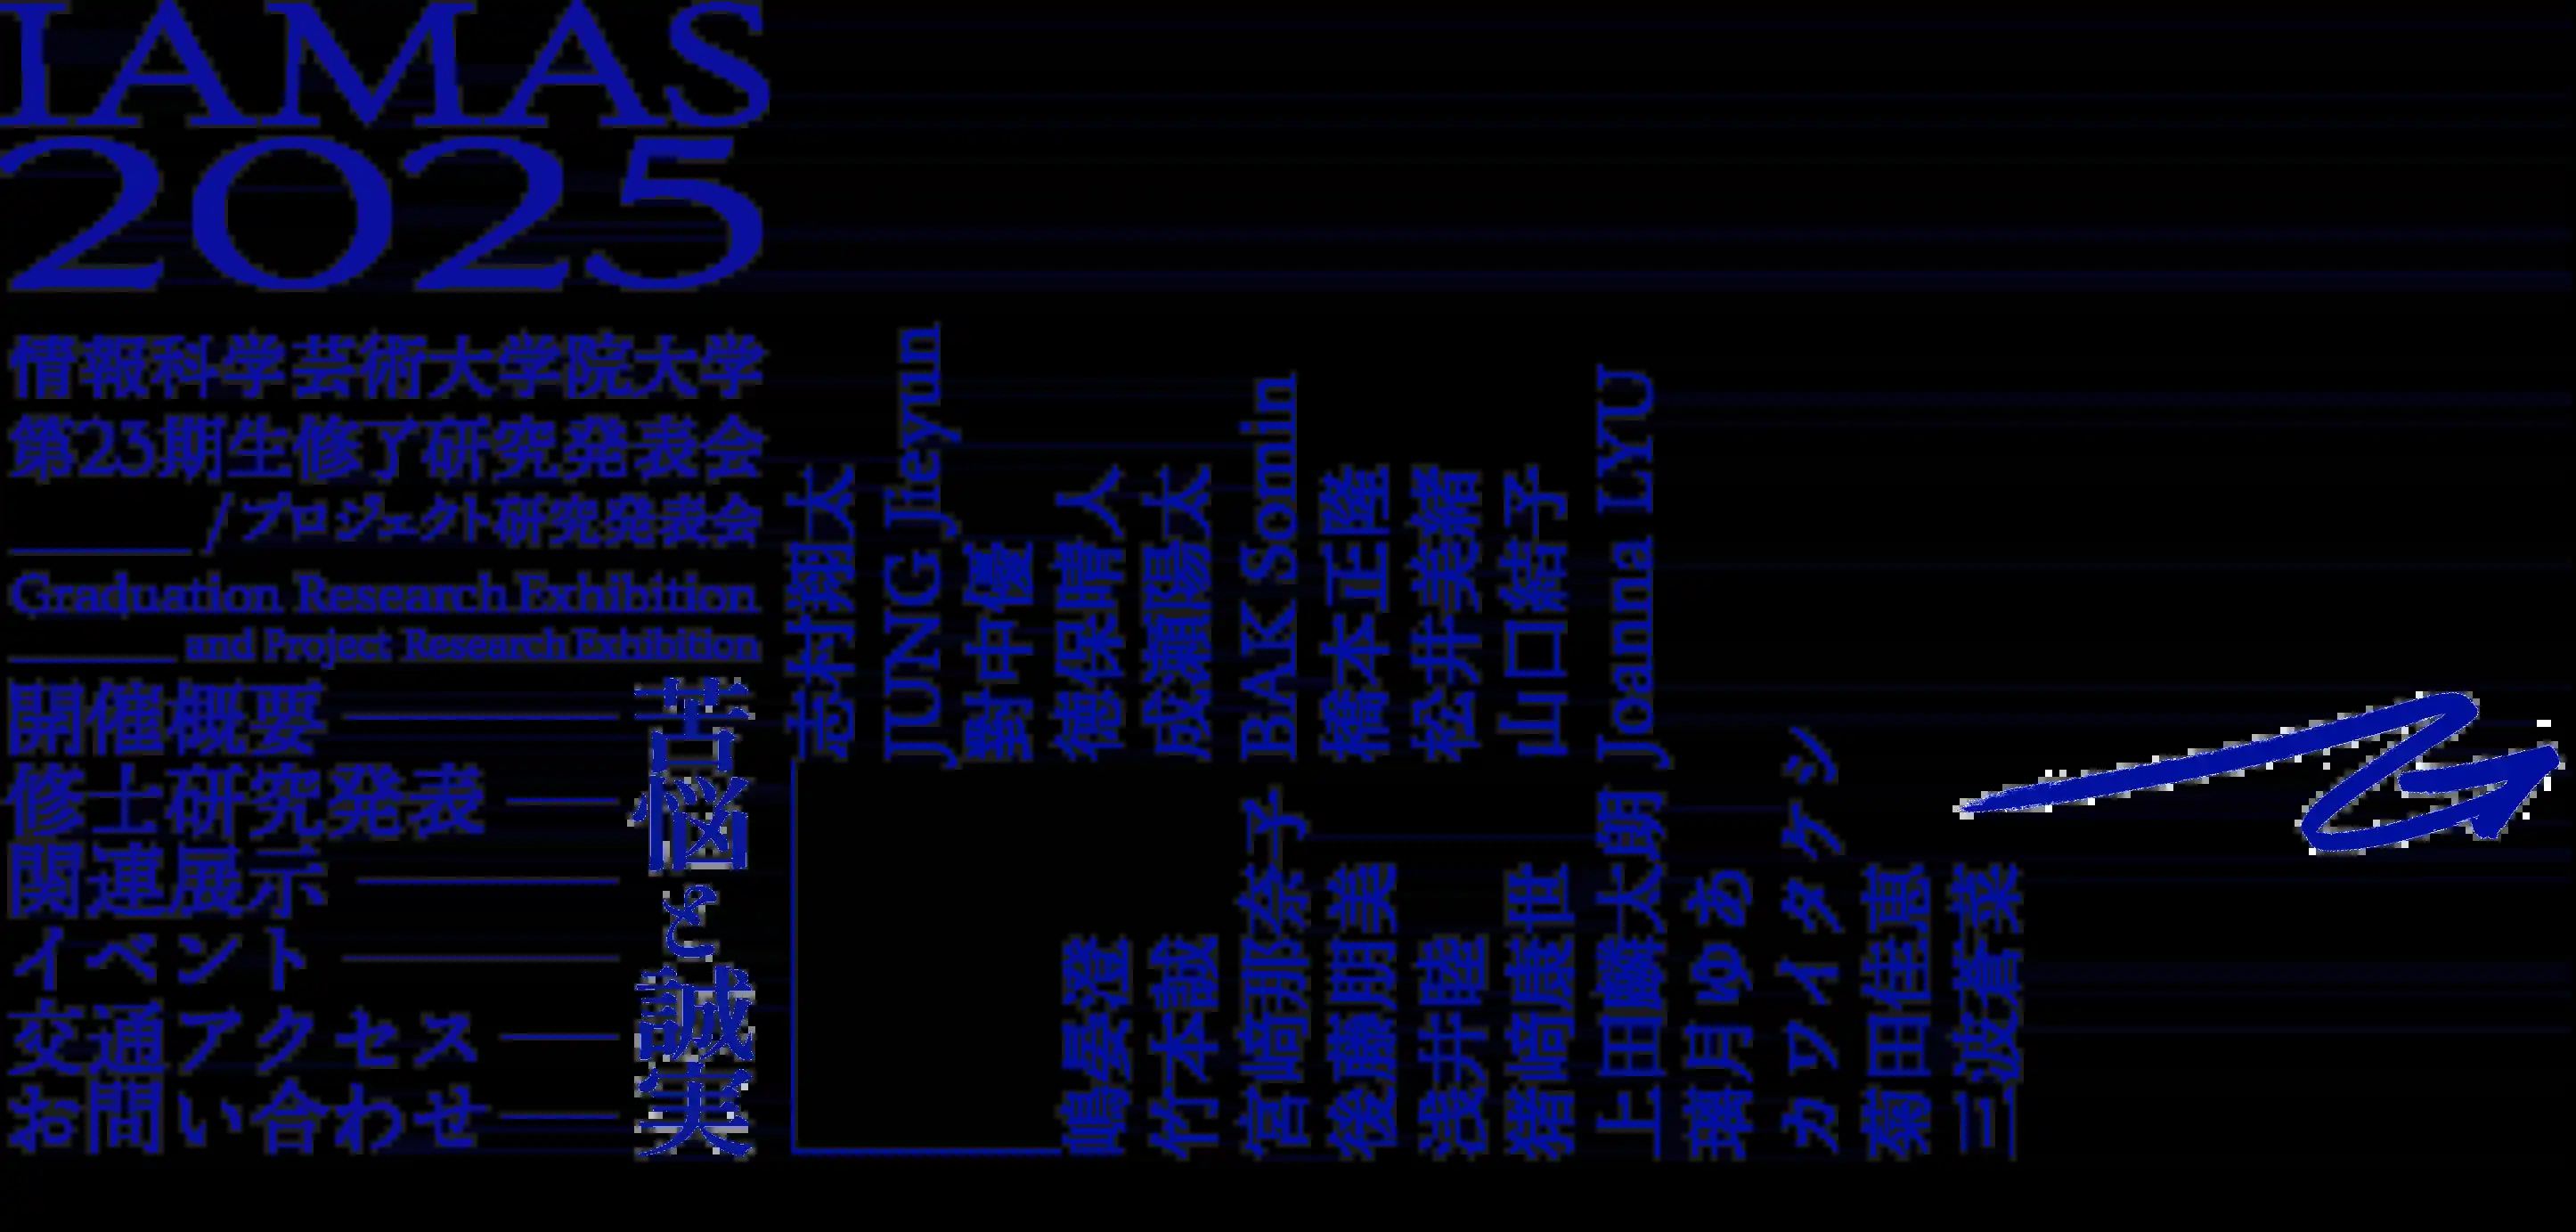 IAMAS
2025
情報科学芸術大学院大学
第23期生修了研究発表会
/プロジェクト研究発表会
Graduation Research Exhibition
and Project Research Exhibition
開催概要
修士研究発表
関連展示
イベント
交通アクセス
お問い合わせ
苦悩と誠実
志村翔太
JUNG Jieyun
野中優
徳保晴人
成瀬陽太
BAK Somin
橋本正隆
松井美緒
山口結子
Joanna LYU
嶋晏澄
竹本誠
宮崎那奈子
後藤朋美
浅井睦
猪崎康世
上田麟太朗
璃月ゆあ
カワイタケシ
菊田佳恵
三波蒼菜